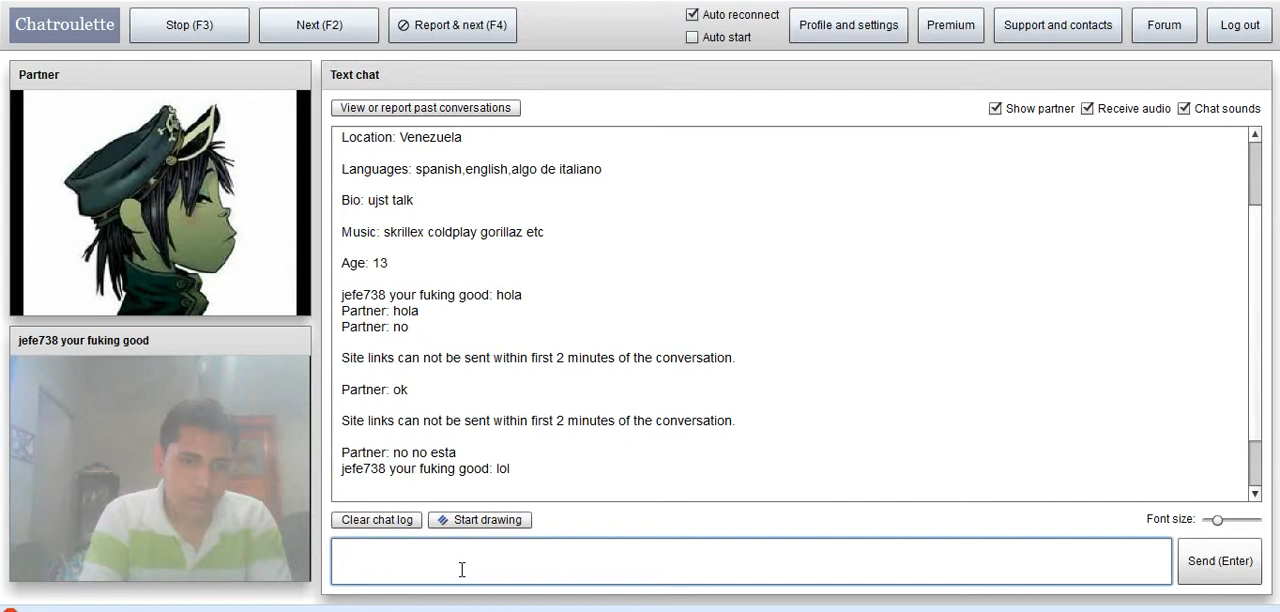 Chatroulette
Stop (F3)
Next (F2)
Report & next (F4)
Auto reconnect
Auto start
Profile and settings
Premium
Support and contacts
Forum
Log out
Partner
jefe738 your fuking good
Text chat
View or report past conversations
Show partner
Receive audio
Chat sounds
Location: Venezuela
Languages: spanish,english,algo de italiano
Bio: ujst talk
Music: skrillex coldplay gorillaz etc
Age: 13
jefe738 your fuking good: hola
Partner: hola
Partner: no
Site links can not be sent within first 2 minutes of the conversation.
Partner: ok
Site links can not be sent within first 2 minutes of the conversation.
Partner: no no esta
jefe738 your fuking good: lol
Clear chat log
Start drawing
Font size:
Send (Enter)